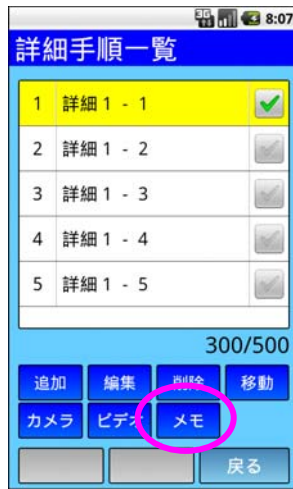 3G 8:07
詳細手順一覧
1 詳細１ - １
2 詳細１ - ２
3 詳細１ - ３
4 詳細１ - ４
5 詳細１ - ５
300/500
追加 編集 削除 移動
カメラ ビデオ メモ
戻る